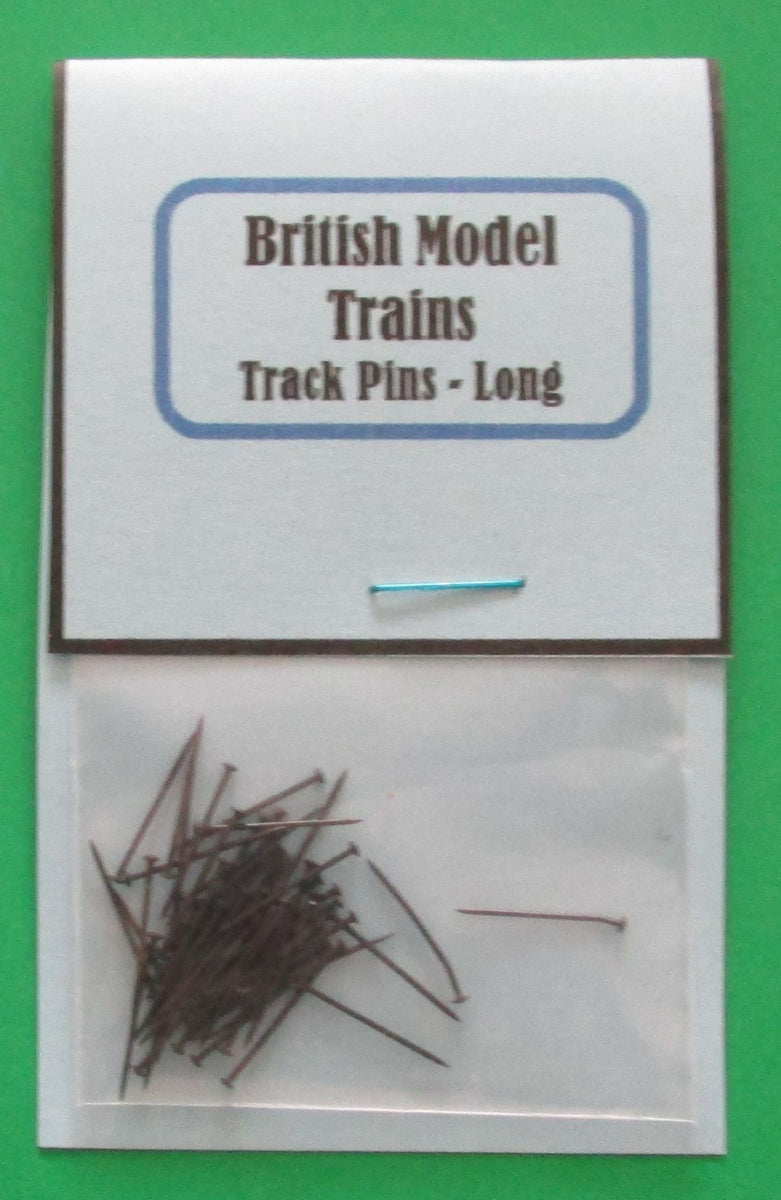 British Model
Trains
Track Pins - Long